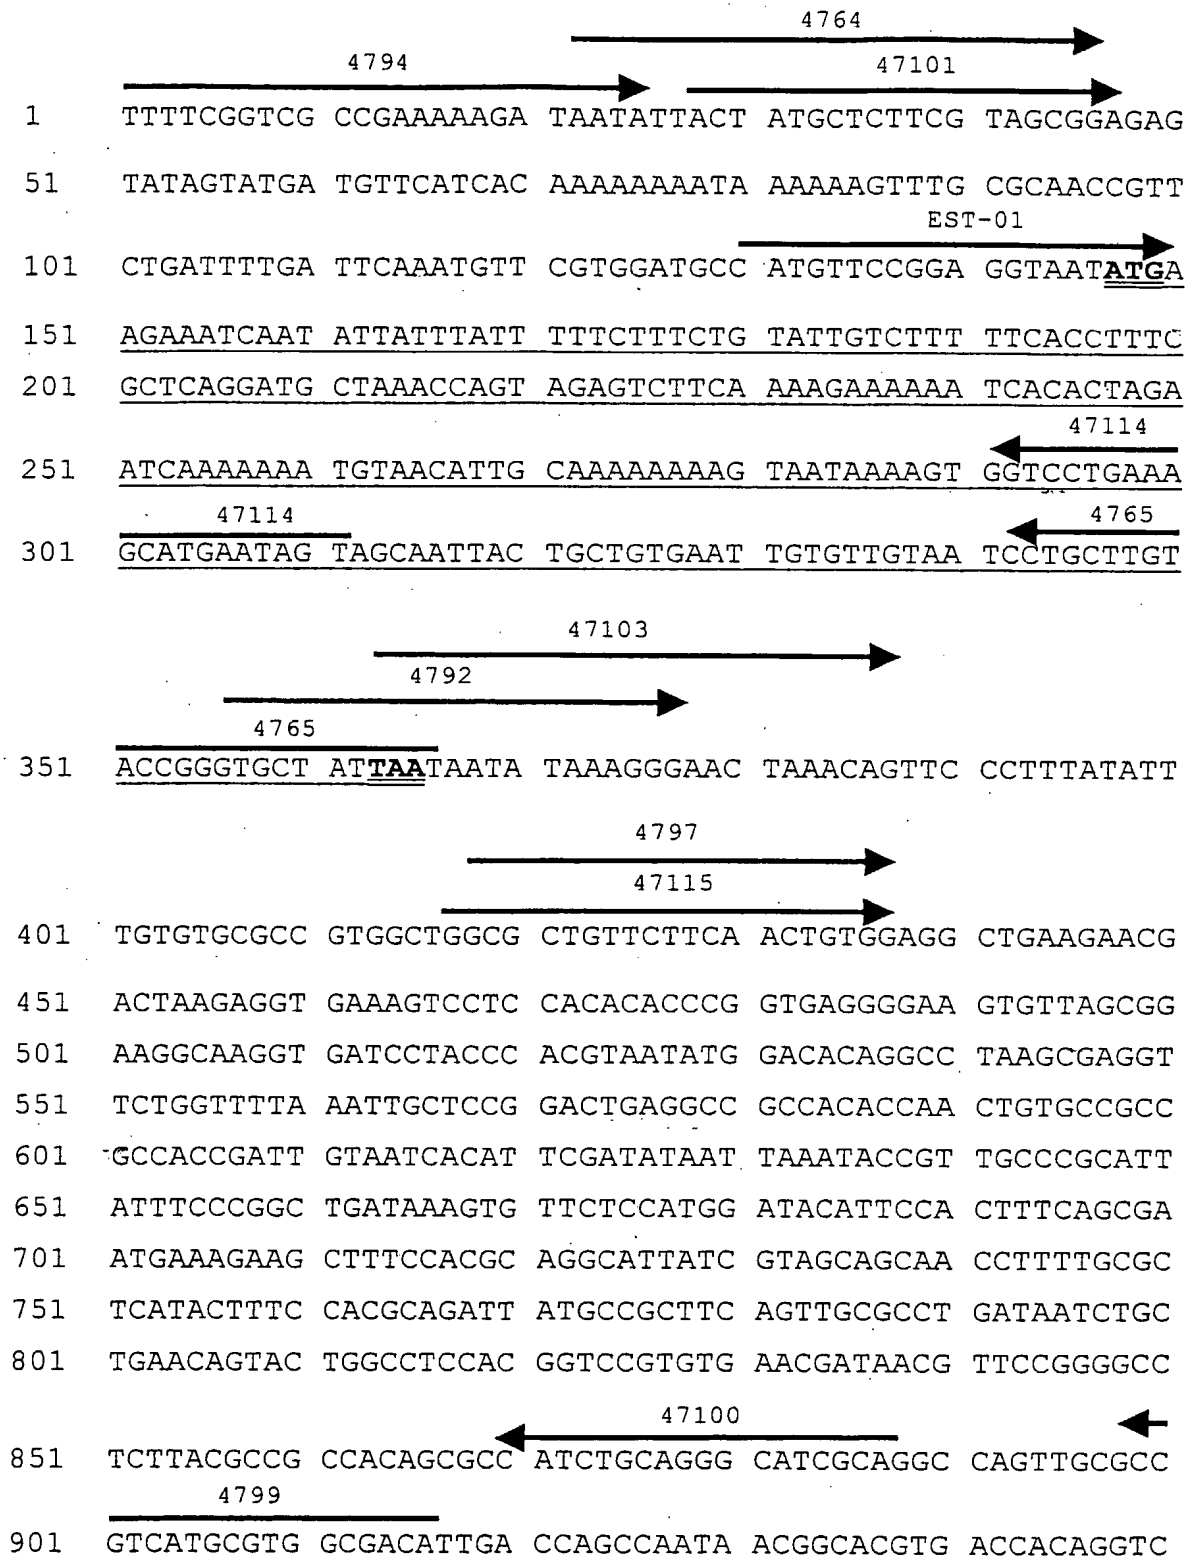 4764
4794 47101
1 TTTTCGGTCG CCGAAAAAGA TAATATTACT ATGCTCTTCG TAGCGGAGAG
51 TATAGTATGA TGTTCATCAC AAAAAAAATA AAAAAGTTTG CGCAACCGTT
EST-01
101 CTGATTTTGA TTCAAATGTT CGTGGATGCC ATGTTCCGGA GGTAATATGA
151 AGAAATCAAT ATTATTTATT TTTCTTTCTG TATTGTCTTT TTCACCTTTC
201 GCTCAGGATG CTAAACCAGT AGAGTCTTCA AAAGAAAAAA TCACACTAGA
47114
251 ATCAAAAAAA TGTAACATTG CAAAAAAAAG TAATAAAAGT GGTCCTGAAA
47114 4765
301 GCATGAATAG TAGCAATTAC TGCTGTGAAT TGTGTTGTAA TCCTGCTTGT
47103
4792
4765
351 ACCGGGTGCT ATTAATAATA TAAAGGGAAC TAAACAGTTC CCTTTATATT
4797
47115
401 TGTGTGCGCC GTGGCTGGCG CTGTTCTTCA ACTGTGGAGG CTGAAGAACG
451 ACTAAGAGGT GAAAGTCCTC CACACACCCG GTGAGGGGAA GTGTTAGCGG
501 AAGGCAAGGT GATCCTACCC ACGTAATATG GACACAGGCC TAAGCGAGGT
551 TCTGGTTTTA AATTGCTCCG GACTGAGGCC GCCACACCAA CTGTGCCGCC
601 GCCACCGATT GTAATCACAT TCGATATAAT TAAATACCGT TGCCCGCATT
651 ATTTCCCGGC TGATAAAGTG TTCTCCATGG ATACATTCCA CTTTCAGCGA
701 ATGAAAGAAG CTTTCCACGC AGGCATTATC GTAGCAGCAA CCTTTTGCGC
751 TCATACTTTC CACGCAGATT ATGCCGCTTC AGTTGCGCCT GATAATCTGC
801 TGAACAGTAC TGGCCTCCAC GGTCCGTGTG AACGATAACG TTCCGGGGCC
47100
851 TCTTACGCCG CCACAGCGCC ATCTGCAGGG CATCGCAGGC CAGTTGCGCC
4799
901 GTCATGCGTG GCGACATTGA CCAGCCAATA ACGGCACGTG ACCACAGGTC